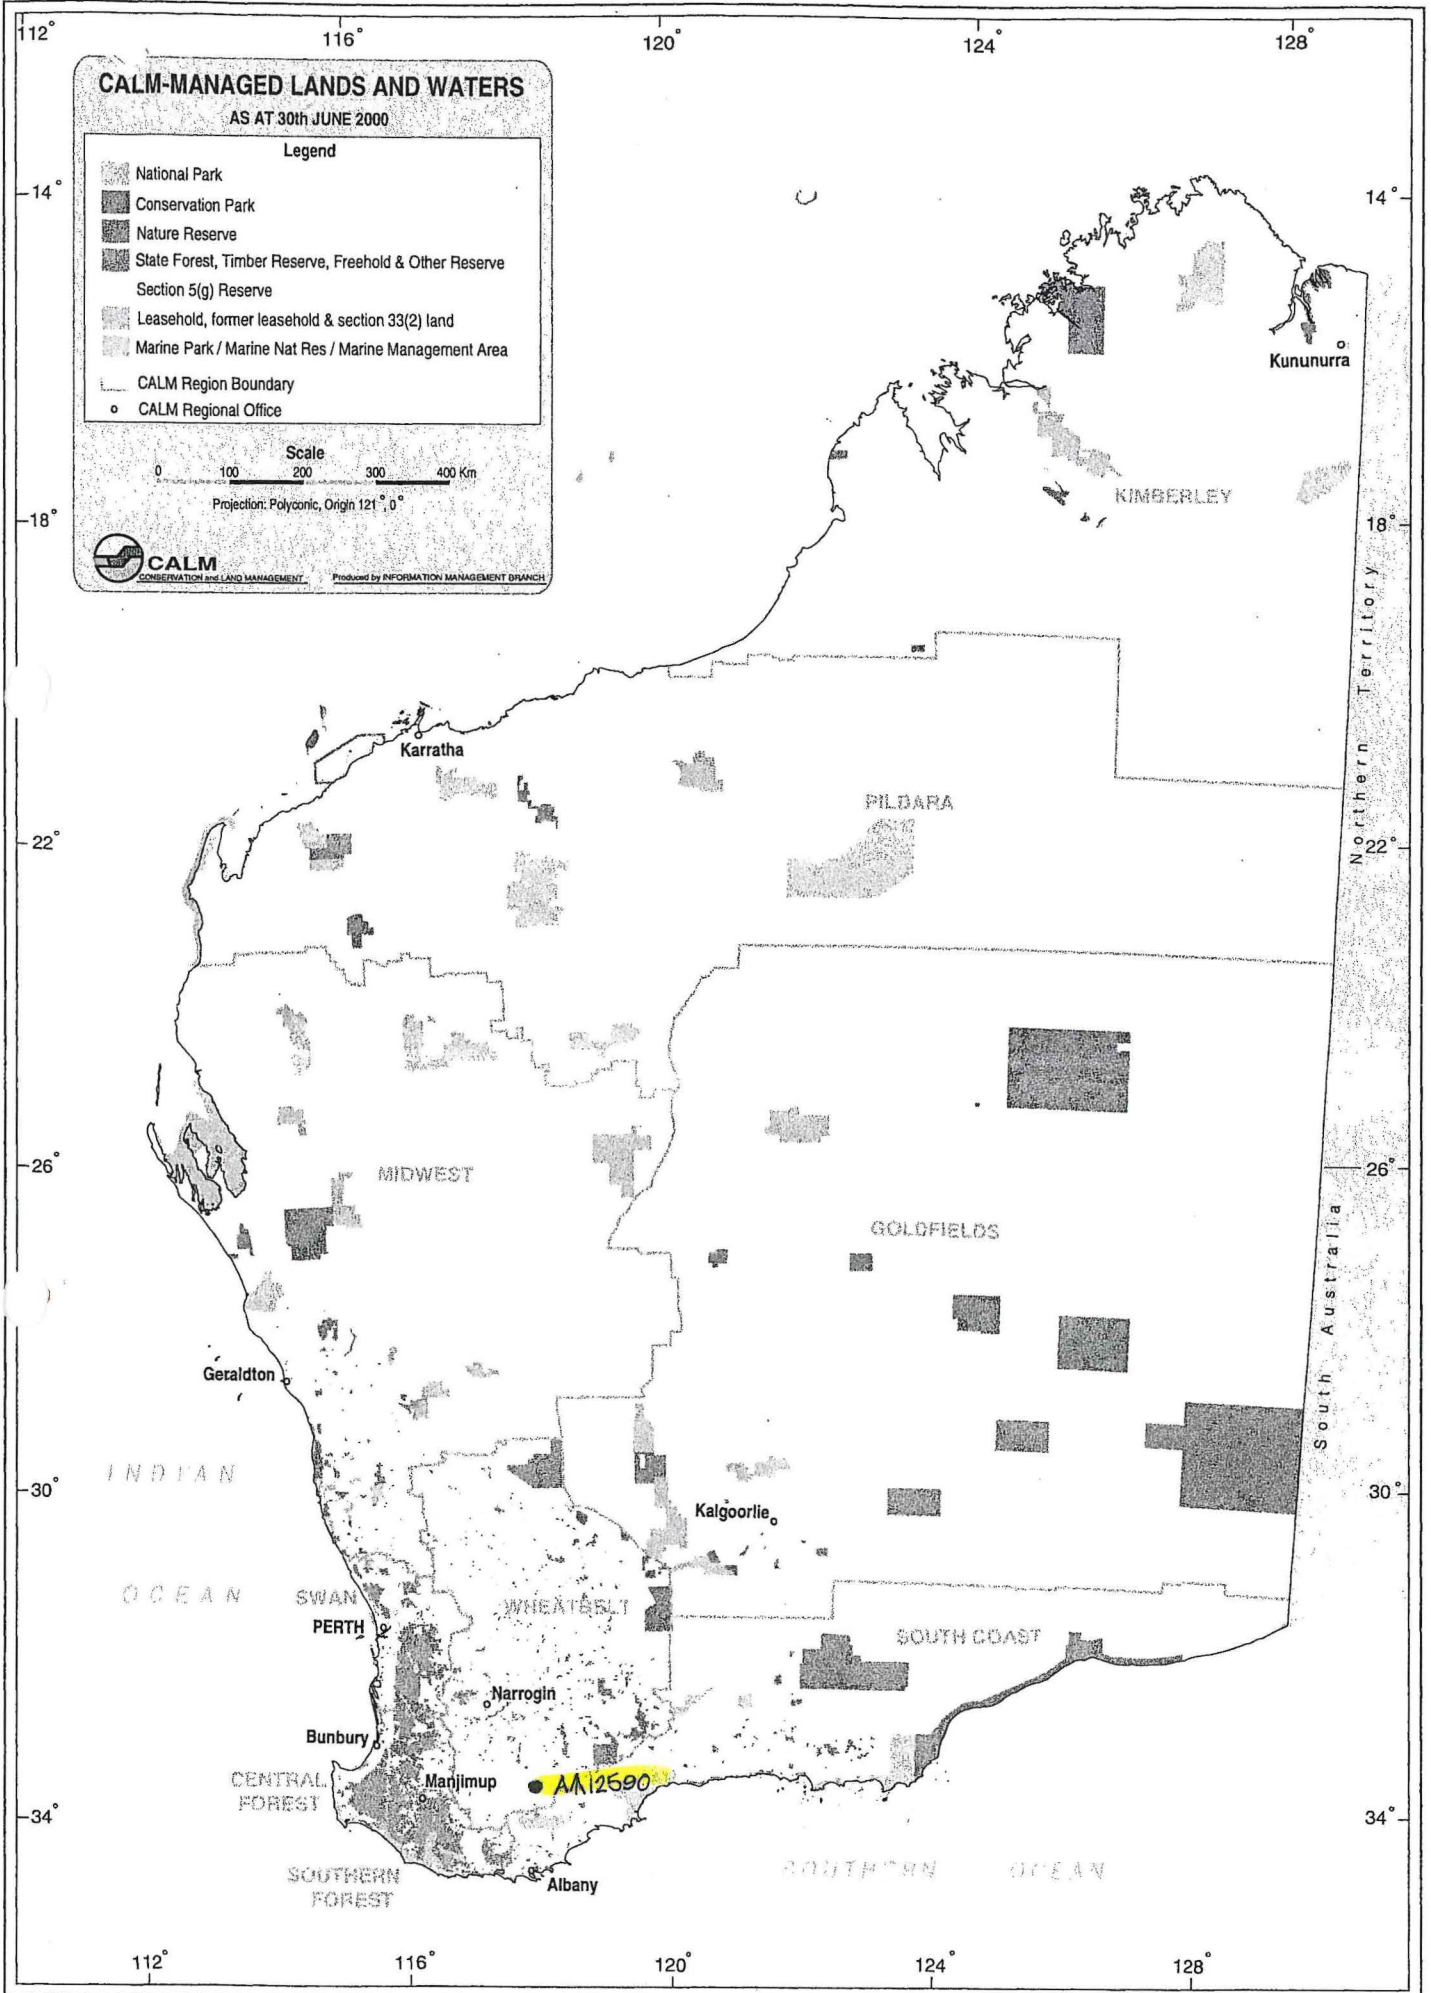 112° 116° 120° 124° 128°
CALM-MANAGED LANDS AND WATERS
AS AT 30th JUNE 2000
Legend
National Park
Conservation Park
Nature Reserve
State Forest, Timber Reserve, Freehold & Other Reserve
Section 5(g) Reserve
Leasehold, former leasehold & section 33(2) land
Marine Park / Marine Nat Res / Marine Management Area
CALM Region Boundary
CALM Regional Office
Scale
0 100 200 300 400 Km
Projection: Polyconic, Origin 121°, 0°
CALM
CONSERVATION and LAND MANAGEMENT
Produced by INFORMATION MANAGEMENT BRANCH
14° 14°
Kununurra
KIMBERLEY
18° 18°
Northern Territory
Karratha
PILBARA
22° 22°
26° 26°
MIDWEST
GOLDFIELDS
South Australia
Geraldton
INDIAN
30° 30°
Kalgoorlie
OCEAN
SWAN
WHEATBELT
PERTH
SOUTH COAST
Narrogin
Bunbury
CENTRAL
FOREST
Manjimup
34° 34°
SOUTHERN OCEAN
SOUTHERN
FOREST
Albany
112° 116° 120° 124° 128°